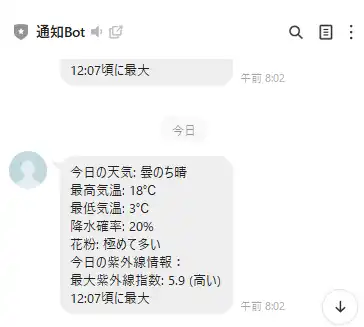 通知Bot
12:07頃に最大
午前 8:02
今日
今日の天気: 曇のち晴
最高気温: 18℃
最低気温: 3℃
降水確率: 20%
花粉: 極めて多い
今日の紫外線情報：
最大紫外線指数: 5.9 (高い)
12:07頃に最大
午前 8:02